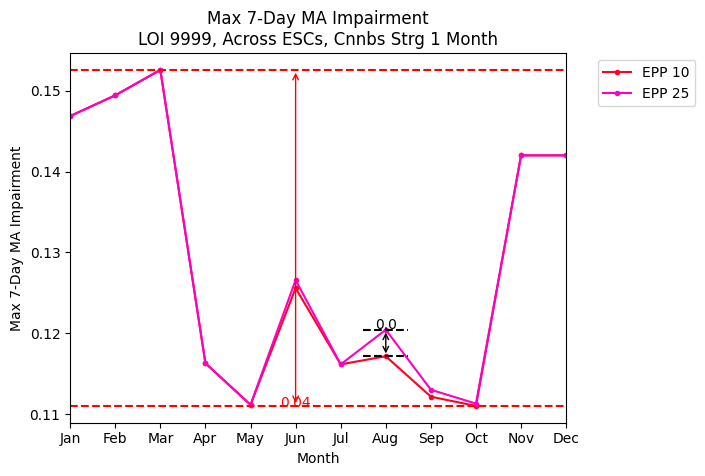 Max 7-Day MA Impairment
LOI 9999, Across ESCs, Cnnbs Strg 1 Month
EPP 10
EPP 25
Max 7-Day MA Impairment
0.15
0.14
0.13
0.12
0.11
0.0
0.04
Jan Feb Mar Apr May Jun Jul Aug Sep Oct Nov Dec
Month